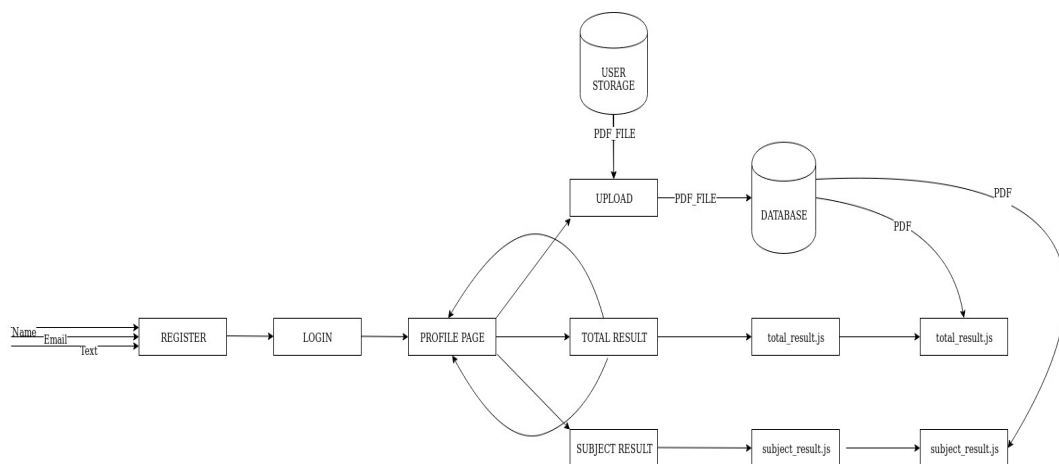 USER
STORAGE
PDF_FILE
UPLOAD
PDF_FILE
DATABASE
PDF
PDF
Name
Email
Text
REGISTER
LOGIN
PROFILE PAGE
TOTAL RESULT
total_result.js
total_result.js
SUBJECT RESULT
subject_result.js
subject_result.js